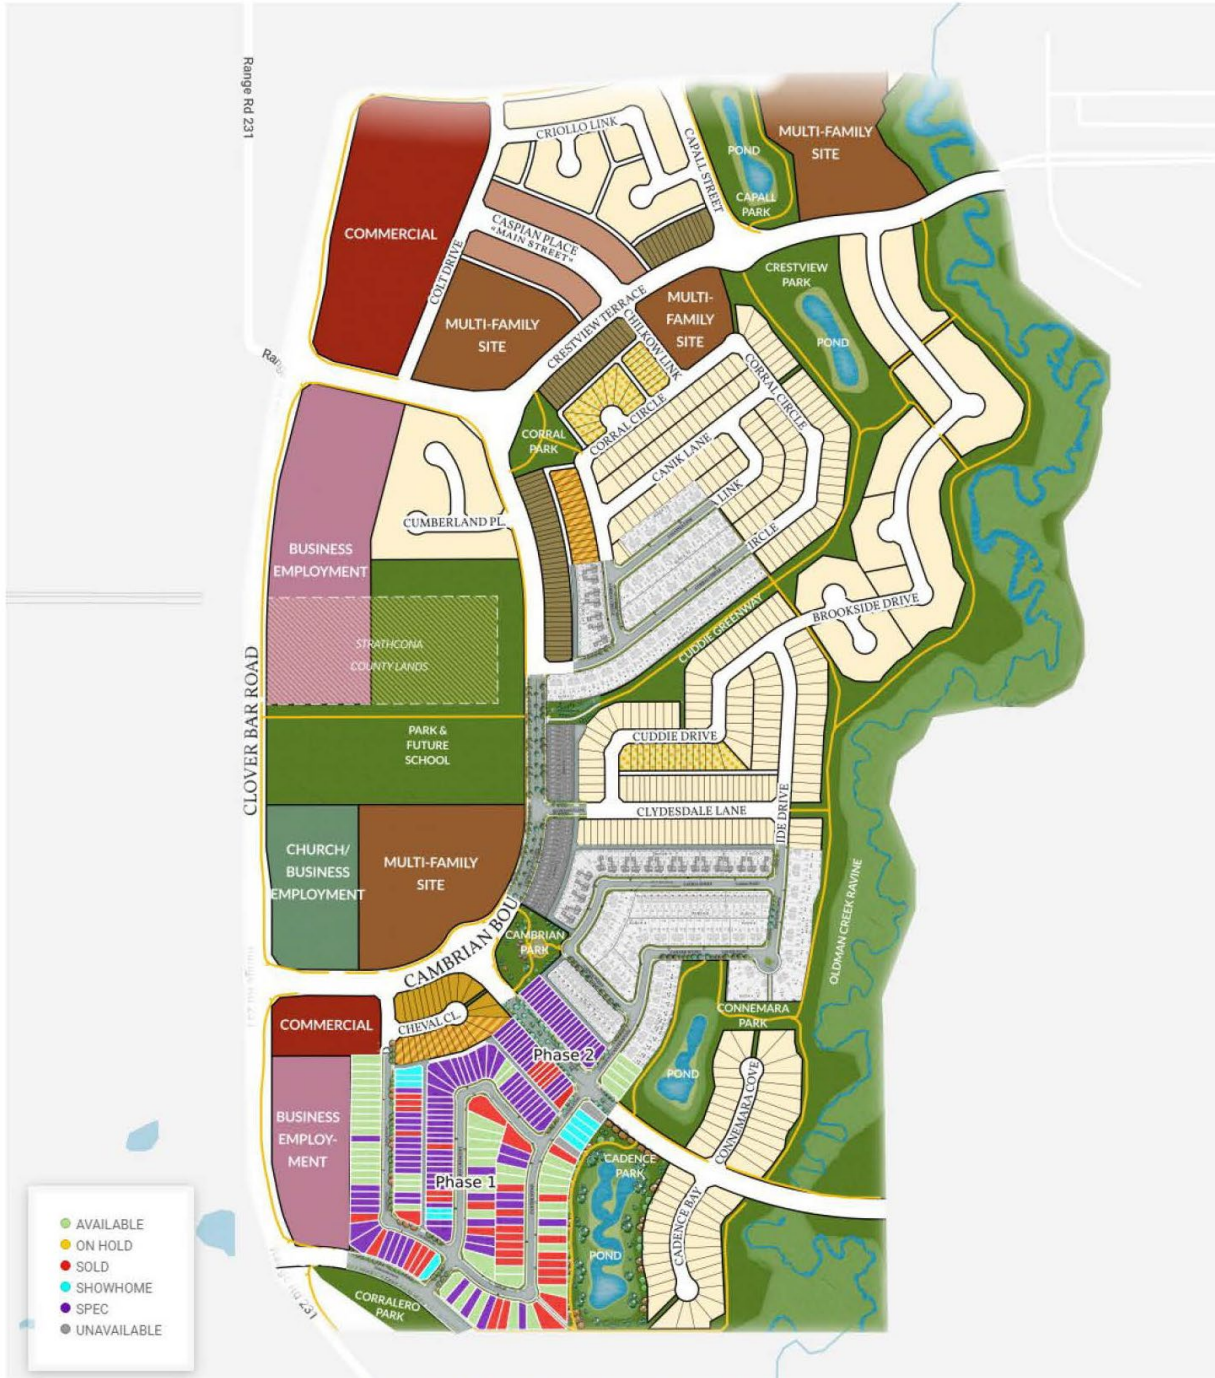 Range Rd 231
CRIOLLO LINK
CAPALL STREET
POND
CAPALL
PARK
MULTI-FAMILY
SITE
COMMERCIAL
COLT DRIVE
CASPIAN PLACE
"MAIN STREET"
CRESTVIEW
PARK
POND
MULTI-FAMILY
SITE
CRESTVIEW TERRACE
MULTI-
FAMILY
SITE
CHILKOW LINK
CORRAL CIRCLE
CORRAL CIRCLE
CORRAL
PARK
CANIK LANE
LINK
IRCLE
CUMBERLAND PL.
BUSINESS
EMPLOYMENT
STRATHCONA
COUNTY LANDS
CUDDIE GREENWAY
BROOKSIDE DRIVE
CLOVER BAR ROAD
PARK &
FUTURE
SCHOOL
CUDDIE DRIVE
CLYDESDALE LANE
IDE DRIVE
CHURCH/
BUSINESS
EMPLOYMENT
MULTI-FAMILY
SITE
CAMBRIAN BOU
CAMBRIAN
PARK
OLDMAN CREEK RAVINE
COMMERCIAL
CHEVAL CL.
CONNEMARA
PARK
Phase 2
POND
CONNEMARA COVE
BUSINESS
EMPLOY-
MENT
Phase 1
CADENCE
PARK
CADENCE BAY
POND
CORRALERO
PARK
231
AVAILABLE
ON HOLD
SOLD
SHOWHOME
SPEC
UNAVAILABLE